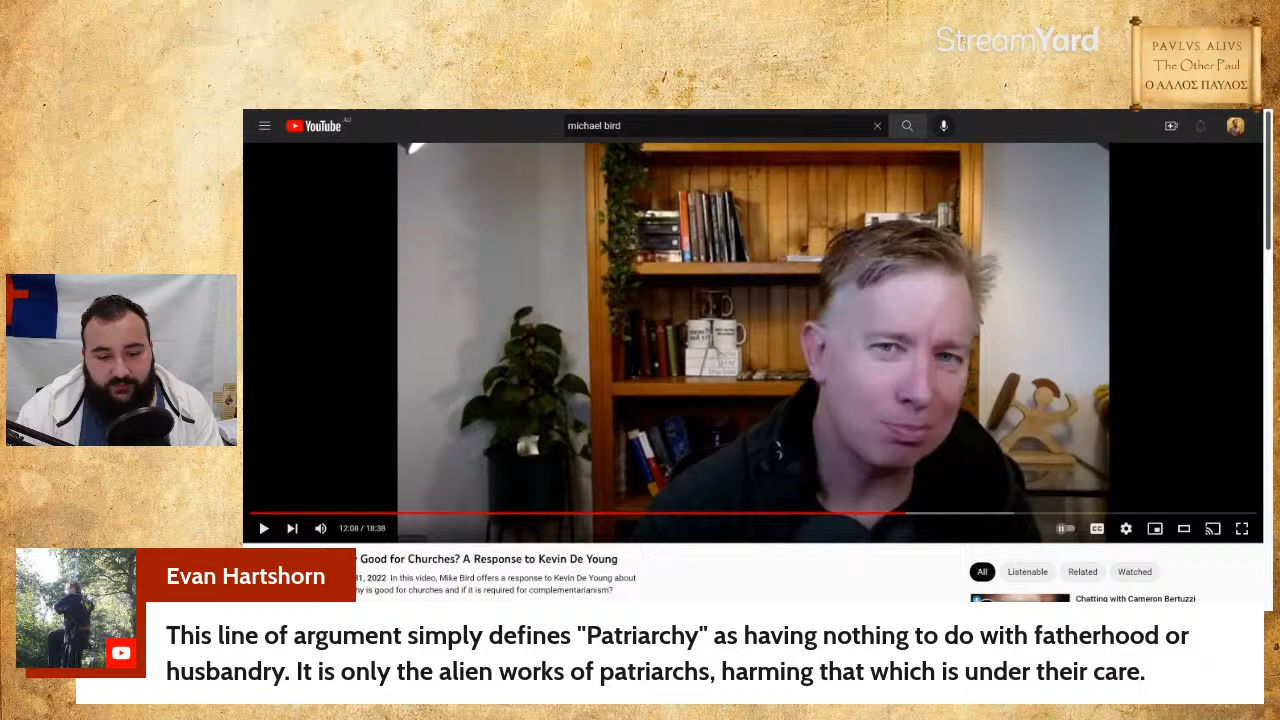 StreamYard
PAVLVS ALIVS
The Other Paul
Ο ΑΛΛΟΣ ΠΑΥΛΟΣ
YouTube AU
michael bird
12:08 / 18:38
Good for Churches? A Response to Kevin De Young
31, 2022 In this video, Mike Bird offers a response to Kevin De Young about
hy is good for churches and if it is required for complementarianism?
All Listenable Related Watched
Chatting with Cameron Bertuzzi
Evan Hartshorn
This line of argument simply defines "Patriarchy" as having nothing to do with fatherhood or
husbandry. It is only the alien works of patriarchs, harming that which is under their care.